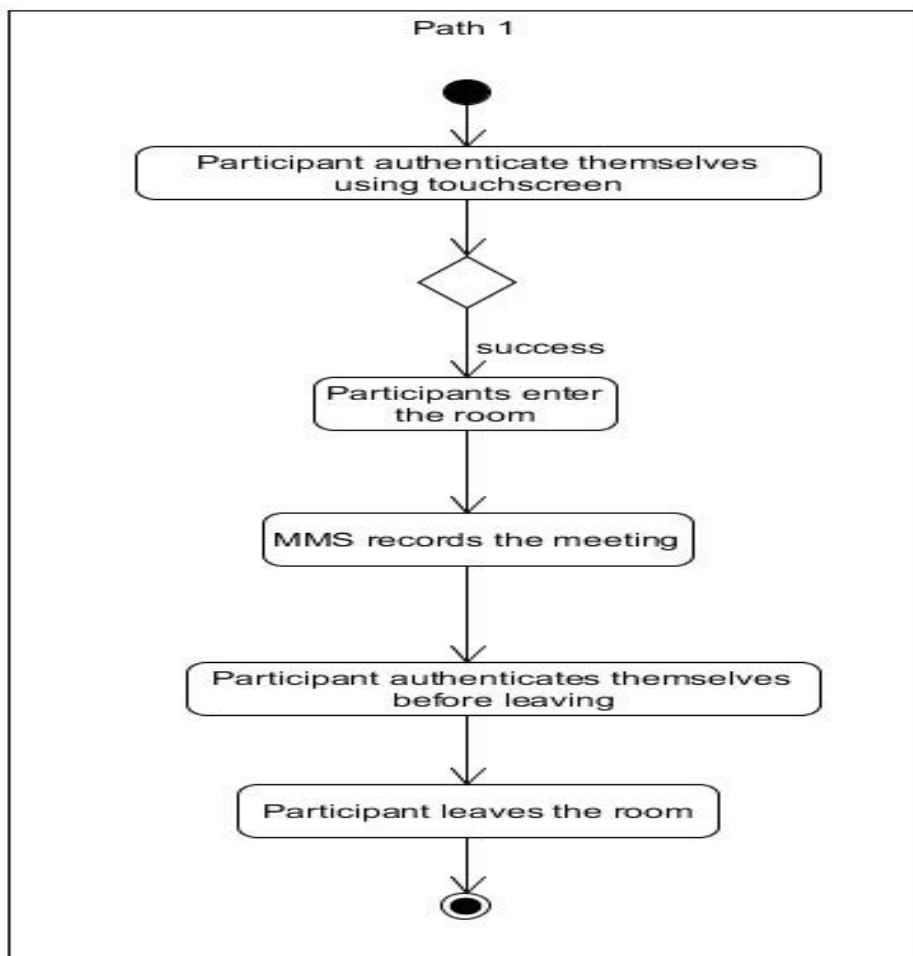 Path 1
Participant authenticate themselves
using touchscreen
success
Participants enter
the room
MMS records the meeting
Participant authenticates themselves
before leaving
Participant leaves the room